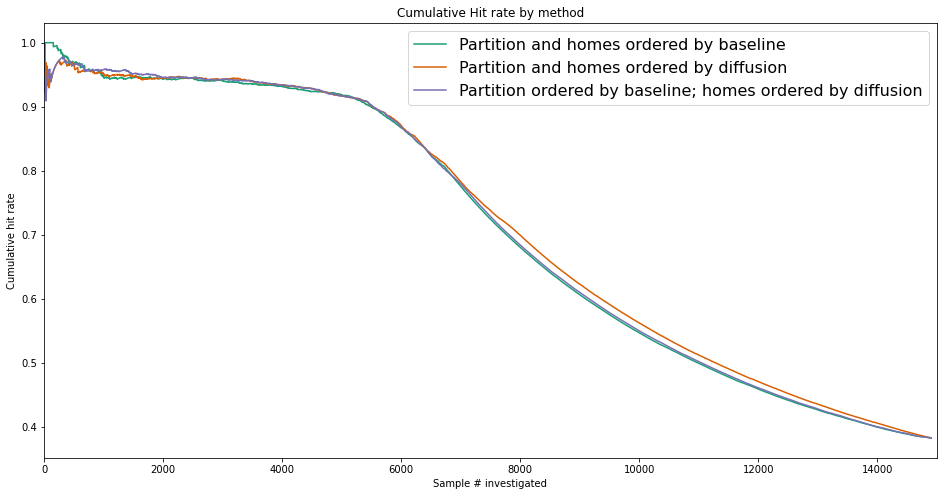 Cumulative Hit rate by method
Partition and homes ordered by baseline
Partition and homes ordered by diffusion
Partition ordered by baseline; homes ordered by diffusion
Cumulative hit rate
1.0
0.9
0.8
0.7
0.6
0.5
0.4
0 2000 4000 6000 8000 10000 12000 14000
Sample # investigated